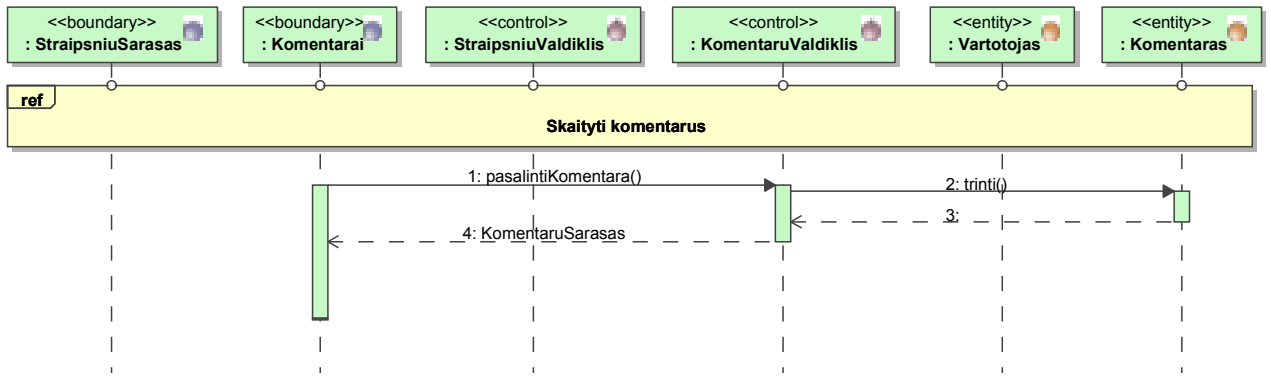 <<boundary>>
: StraipsniuSarasas
<<boundary>>
: Komentarai
<<control>>
: StraipsniuValdiklis
<<control>>
: KomentaruValdiklis
<<entity>>
: Vartotojas
<<entity>>
: Komentaras
ref
Skaityti komentarus
1: pasalintiKomentara()
2: trinti()
3:
4: KomentaruSarasas